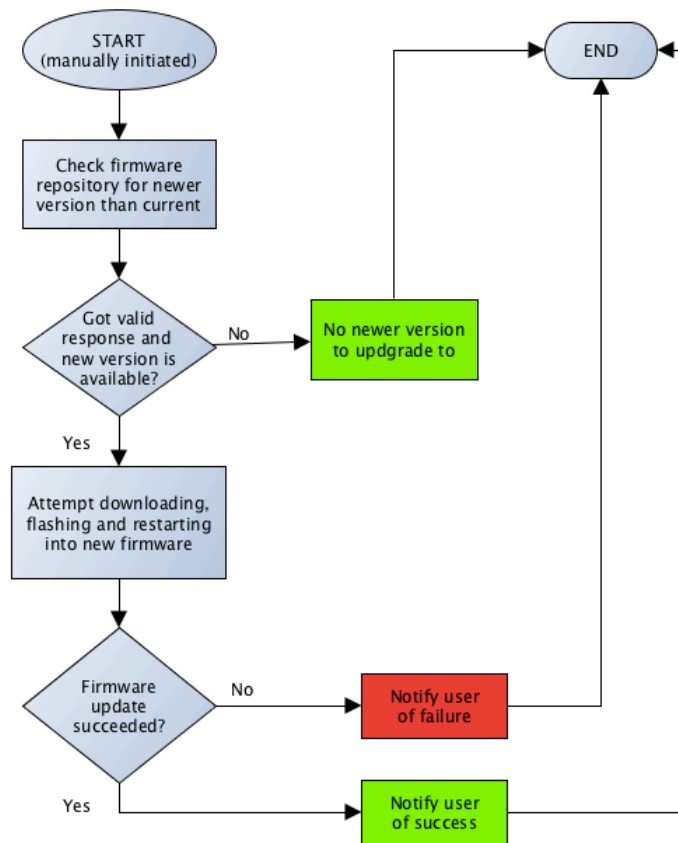 START
(manually initiated)
END
Check firmware
repository for newer
version than current
Got valid
response and
new version is
available?
No
No newer version
to updgrade to
Yes
Attempt downloading,
flashing and restarting
into new firmware
Firmware
update
succeeded?
No
Notify user
of failure
Yes
Notify user
of success